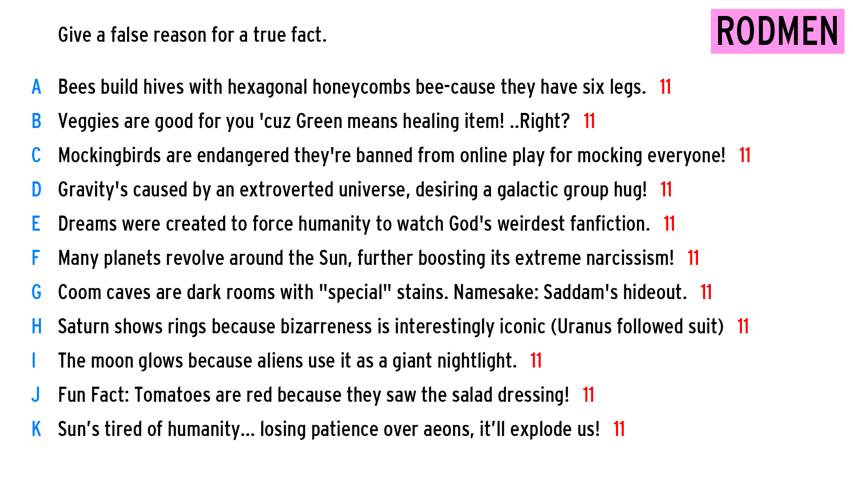 Give a false reason for a true fact.
RODMEN
A Bees build hives with hexagonal honeycombs bee-cause they have six legs. 11
B Veggies are good for you 'cuz Green means healing item! ..Right? 11
C Mockingbirds are endangered they're banned from online play for mocking everyone! 11
D Gravity's caused by an extroverted universe, desiring a galactic group hug! 11
E Dreams were created to force humanity to watch God's weirdest fanfiction. 11
F Many planets revolve around the Sun, further boosting its extreme narcissism! 11
G Coom caves are dark rooms with "special" stains. Namesake: Saddam's hideout. 11
H Saturn shows rings because bizarreness is interestingly iconic (Uranus followed suit) 11
I The moon glows because aliens use it as a giant nightlight. 11
J Fun Fact: Tomatoes are red because they saw the salad dressing! 11
K Sun’s tired of humanity... losing patience over aeons, it’ll explode us! 11